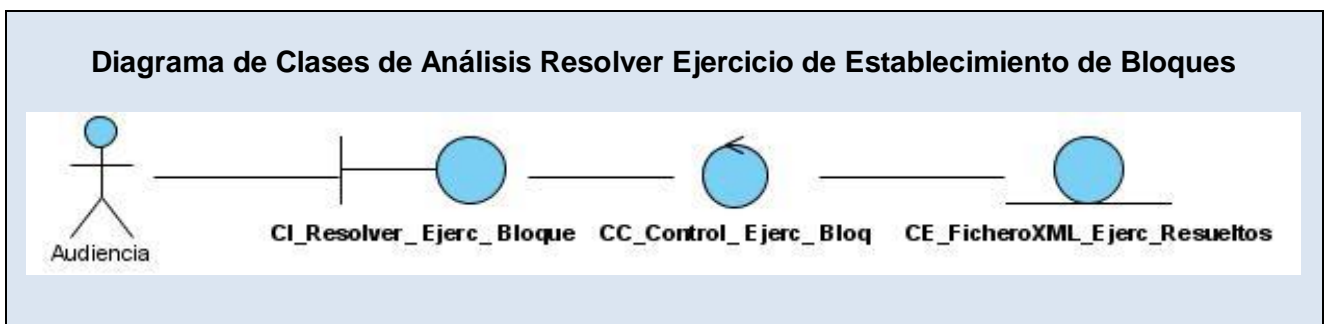 Diagrama de Clases de Análisis Resolver Ejercicio de Establecimiento de Bloques
Audiencia
CI_Resolver_Ejerc_Bloque
CC_Control_Ejerc_Bloq
CE_FicheroXML_Ejerc_Resueltos